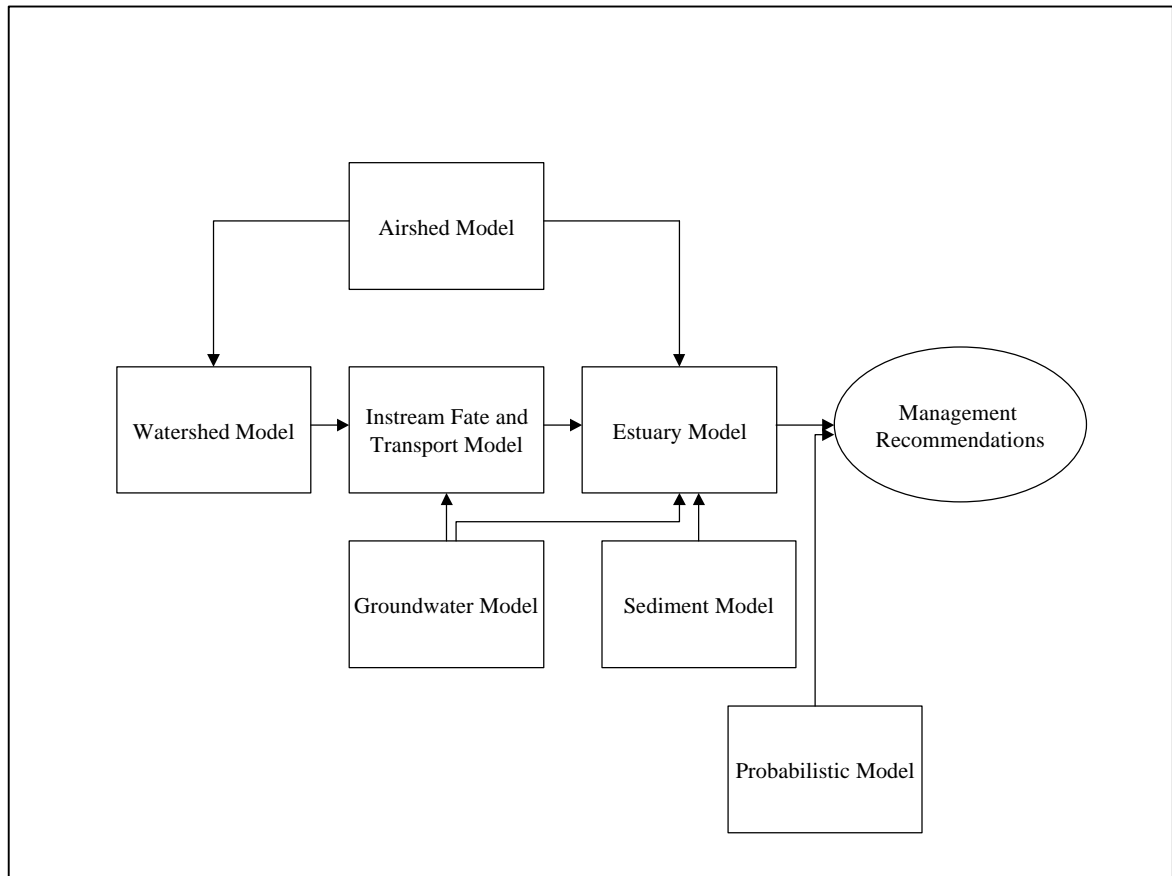 Airshed Model
Watershed Model
Instream Fate and
Transport Model
Estuary Model
Management
Recommendations
Groundwater Model
Sediment Model
Probabilistic Model